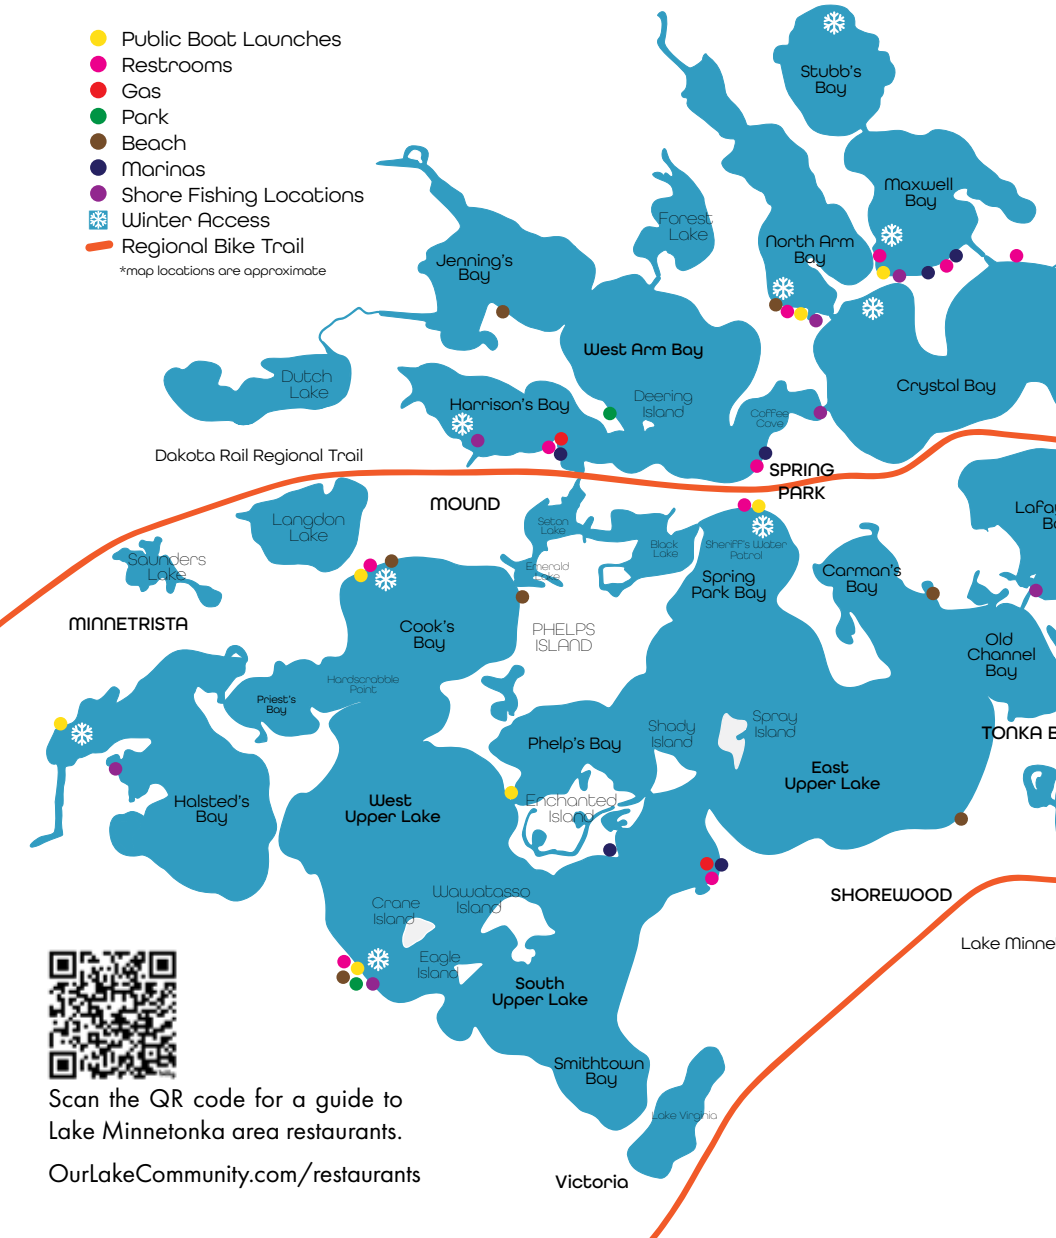 Public Boat Launches
Restrooms
Gas
Park
Beach
Marinas
Shore Fishing Locations
Winter Access
Regional Bike Trail
*map locations are approximate
Stubb's
Bay
Maxwell
Bay
Forest
Lake
North Arm
Bay
Jenning's
Bay
West Arm Bay
Dutch
Lake
Crystal Bay
Harrison's Bay
Deering
Island
Coffee
Cove
Dakota Rail Regional Trail
SPRING
PARK
MOUND
Langdon
Lake
Seton
Lake
Black
Lake
Sheriff's Water
Patrol
Saunders
Lake
Emerald
Lake
Spring
Park Bay
Carman's
Bay
MINNETRISTA
Cook's
Bay
PHELPS
ISLAND
Old
Channel
Bay
Hardscrabble
Point
Priest's
Bay
Shady
Island
Spray
Island
TONKA B
Phelp's Bay
East
Upper Lake
Halsted's
Bay
West
Upper Lake
Enchanted
Island
Crane
Island
Wawatasso
Island
SHOREWOOD
Lake Minne
Eagle
Island
South
Upper Lake
Smithtown
Bay
Lake Virginia
Victoria
Scan the QR code for a guide to
Lake Minnetonka area restaurants.
OurLakeCommunity.com/restaurants